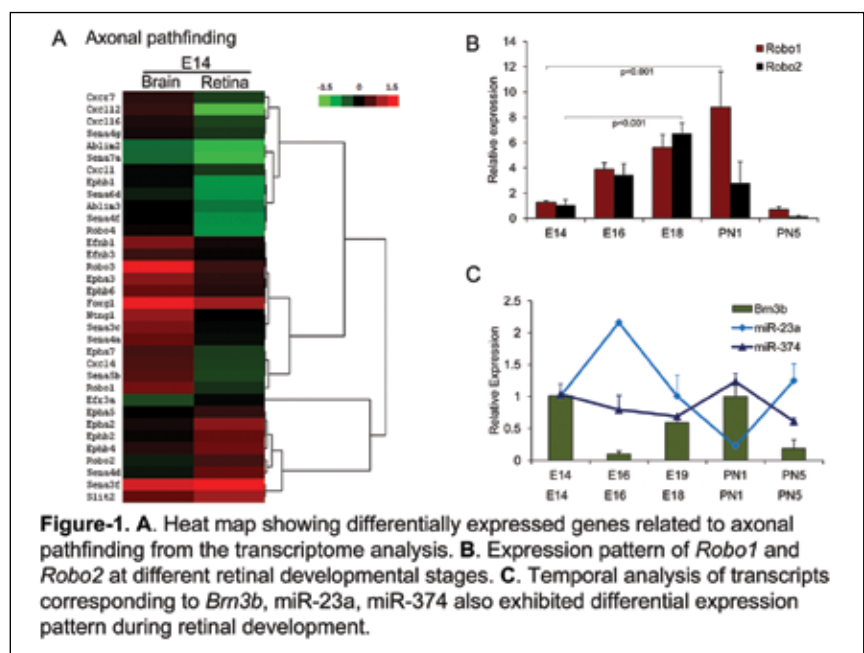 A Axonal pathfinding
E14
Brain Retina
-1.5 0 1.5
Cxcr7
Cxcl12
Cxcl16
Sema4g
Ablim2
Sema7a
Cxcl1
Ephb1
Sema6d
Ablim3
Sema4f
Robo4
Efnb1
Efnb3
Robo3
Epha3
Ephb6
Foxg1
Ntng1
Sema3c
Sema4a
Epha7
Cxcl4
Sema5b
Robo1
Epha5
Epha2
Ephb2
Ephb4
Robo2
Sema4d
Sema3f
Slit2
B
Relative expression
14
12
10
8
6
4
2
0
Robo1
Robo2
p=0.001
p<0.001
E14 E16 E18 PN1 PN5
C
Relative Expression
2.5
2
1.5
1
0.5
0
Brn3b
miR-23a
miR-374
E14 E16 E19 PN1 PN5
E14 E16 E18 PN1 PN5
Figure-1. A. Heat map showing differentially expressed genes related to axonal
pathfinding from the transcriptome analysis. B. Expression pattern of Robo1 and
Robo2 at different retinal developmental stages. C. Temporal analysis of transcripts
corresponding to Brn3b, miR-23a, miR-374 also exhibited differential expression
pattern during retinal development.